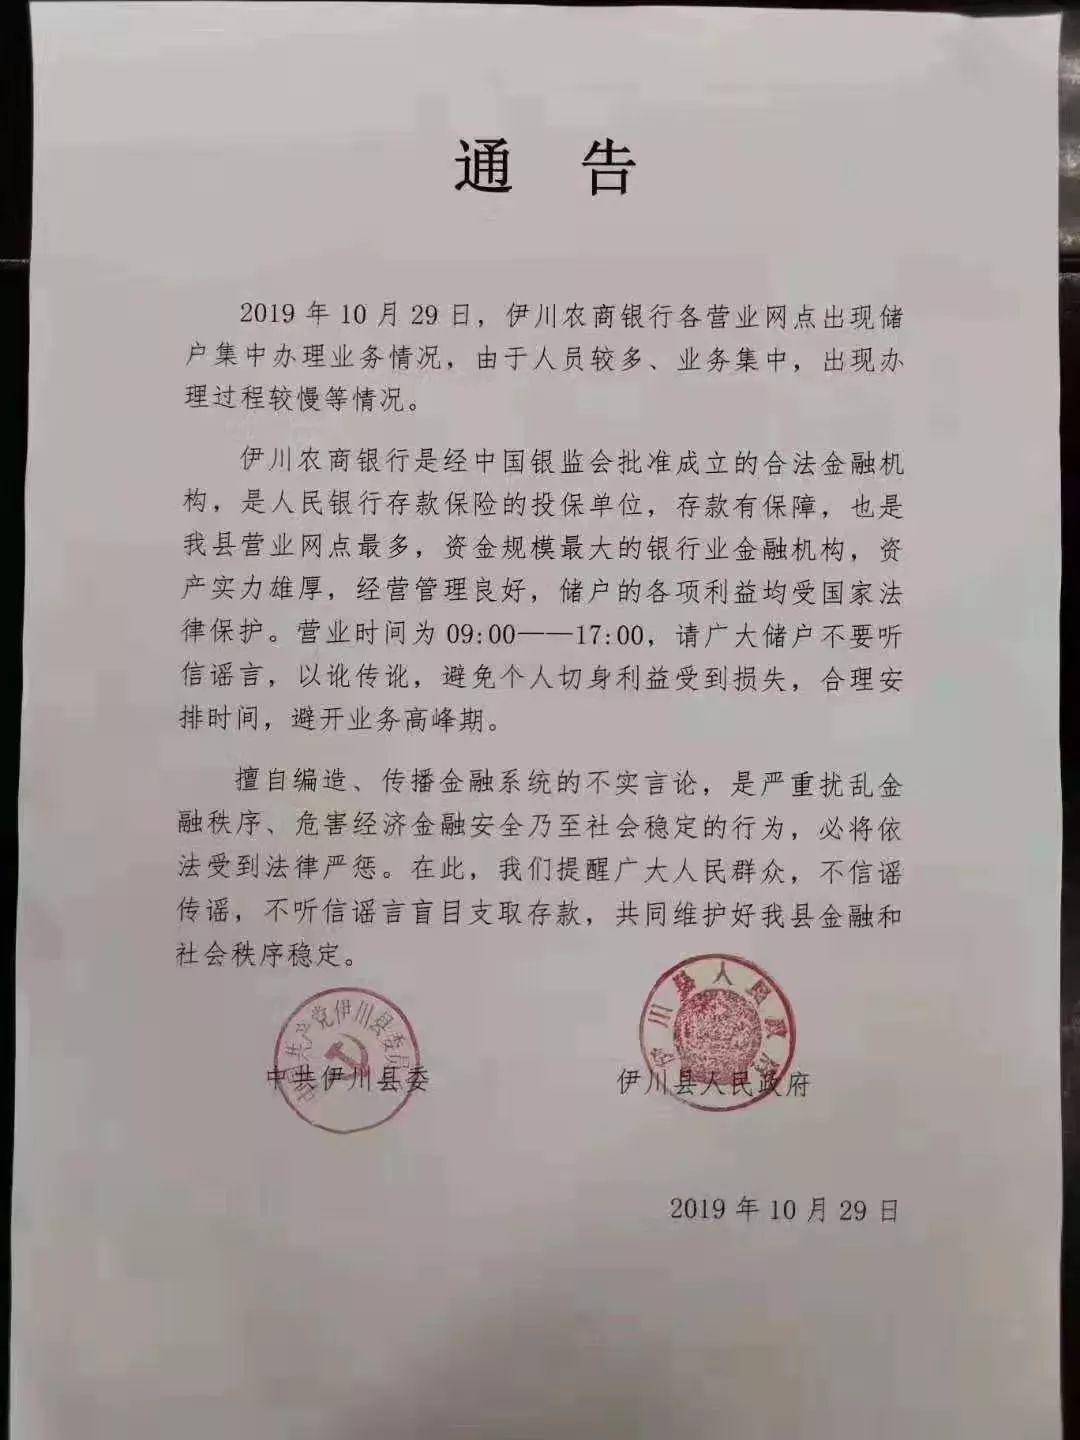 通 告
2019 年 10 月 29 日，伊川农商银行各营业网点出现储
户集中办理业务情况，由于人员较多、业务集中，出现办
理过程较慢等情况。
伊川农商银行是经中国银监会批准成立的合法金融机
构，是人民银行存款保险的投保单位，存款有保障，也是
我县营业网点最多，资金规模最大的银行业金融机构，资
产实力雄厚，经营管理良好，储户的各项利益均受国家法
律保护。营业时间为 09:00——17:00，请广大储户不要听
信谣言，以讹传讹，避免个人切身利益受到损失，合理安
排时间，避开业务高峰期。
擅自编造、传播金融系统的不实言论，是严重扰乱金
融秩序、危害经济金融安全乃至社会稳定的行为，必将依
法受到法律严惩。在此，我们提醒广大人民群众，不信谣
传谣，不听信谣言盲目支取存款，共同维护好我县金融和
社会秩序稳定。
中国共产党伊川县委员
伊川县人民政府
中共伊川县委
伊川县人民政府
2019 年 10 月 29 日